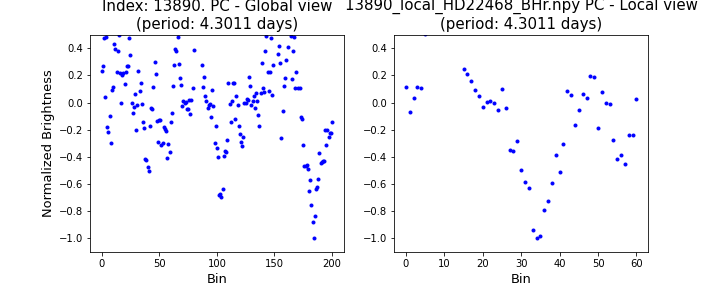 Index: 13890. PC - Global view
(period: 4.3011 days)
13890_local_HD22468_BHr.npy PC - Local view
(period: 4.3011 days)
Normalized Brightness
0.4
0.2
0.0
−0.2
−0.4
−0.6
−0.8
−1.0
0 50 100 150 200
Bin
0.4
0.2
0.0
−0.2
−0.4
−0.6
−0.8
−1.0
0 10 20 30 40 50 60
Bin